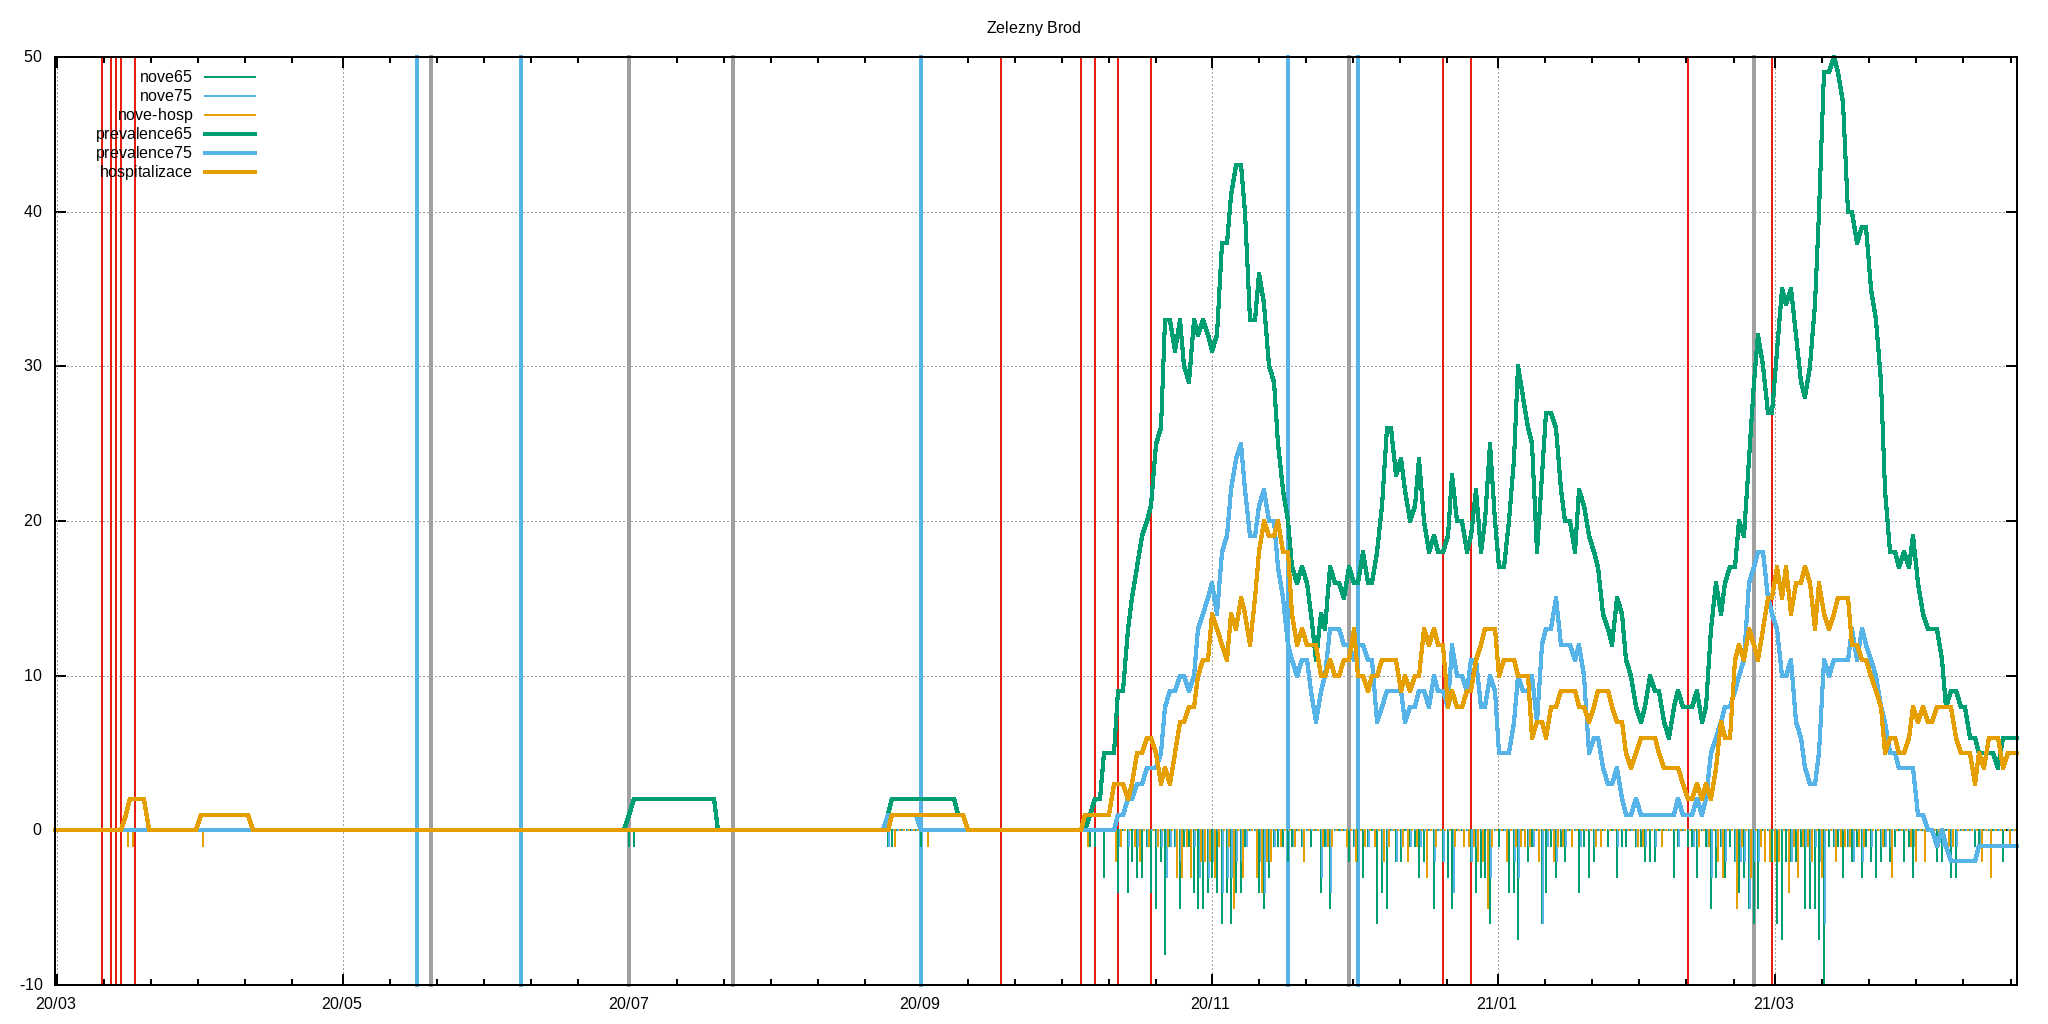 Zelezny Brod
50
40
30
20
10
0
-10
nove65
nove75
nove-hosp
prevalence65
prevalence75
hospitalizace
20/03
20/05
20/07
20/09
20/11
21/01
21/03